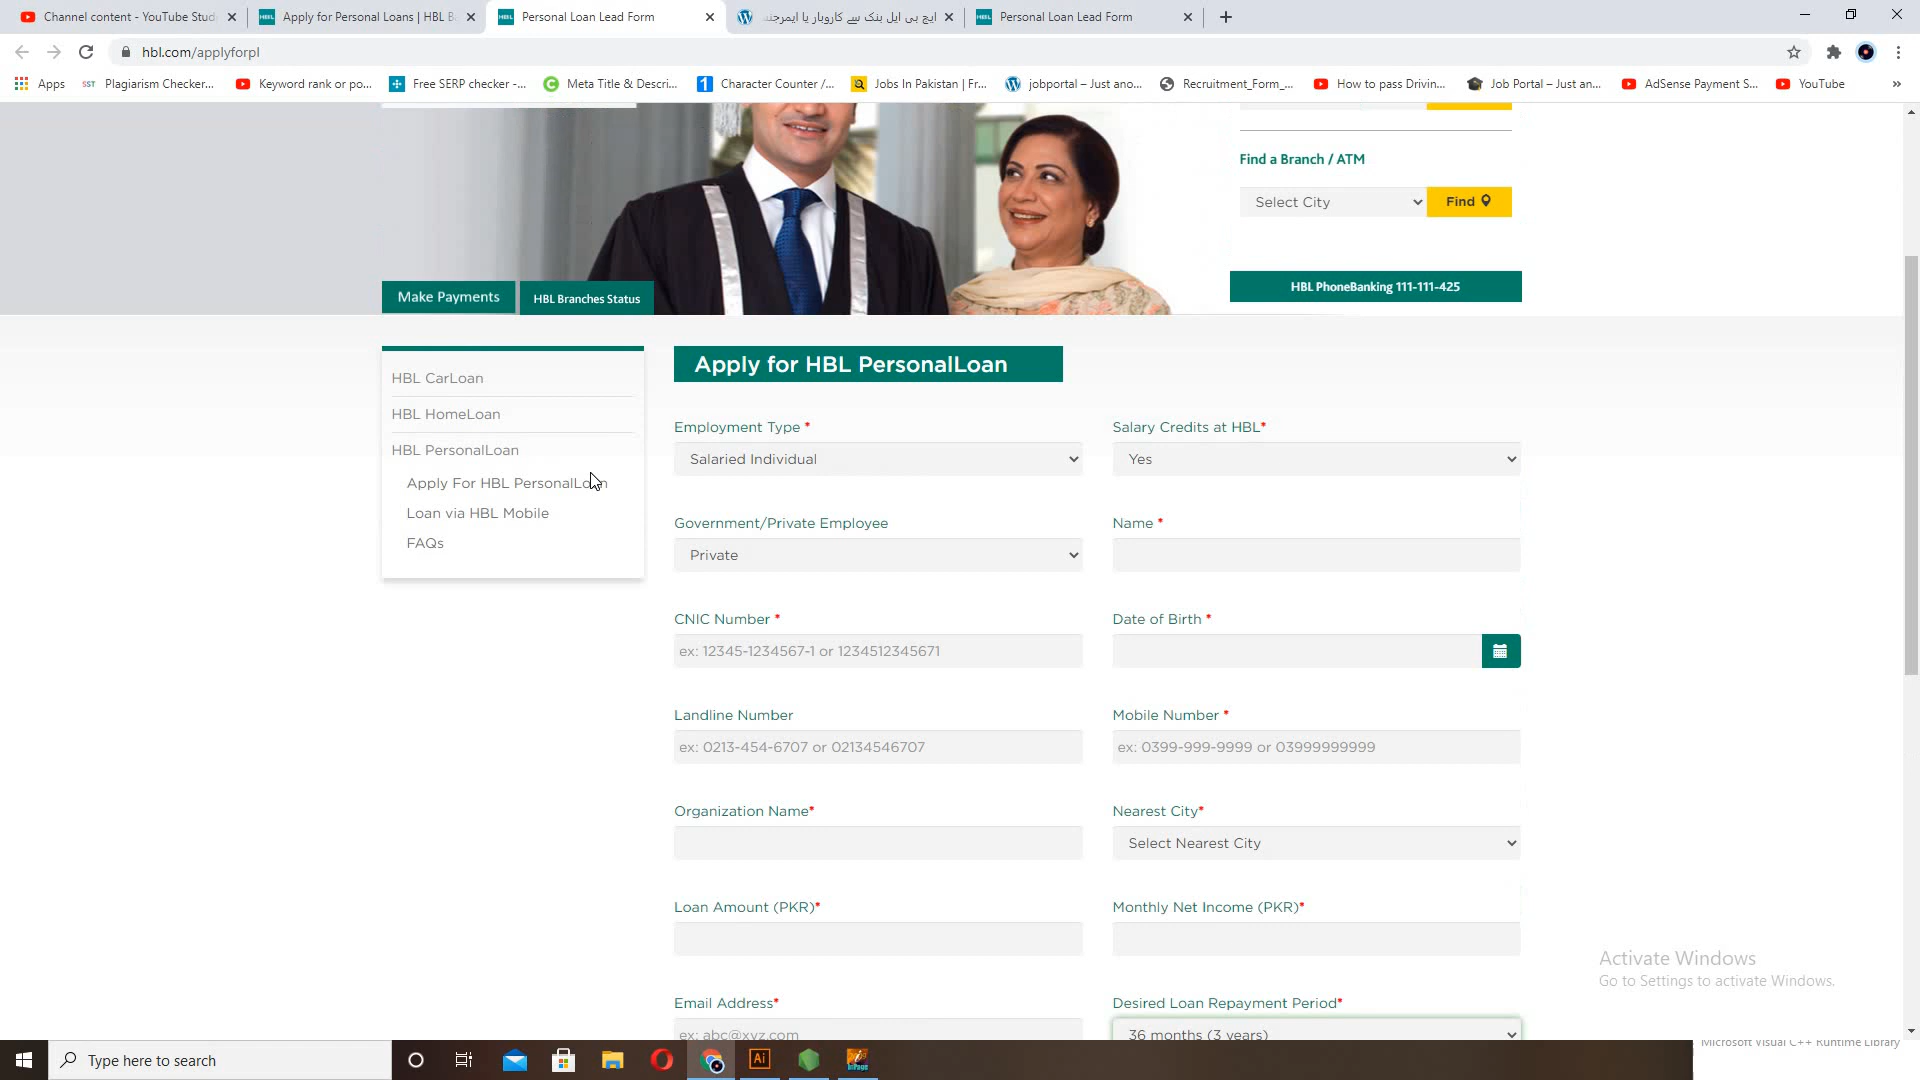 Channel content - YouTube Stud
Apply for Personal Loans | HBL B
Personal Loan Lead Form
ایچ بی ایل بنک سے کاروبار یا ایمرجنہ
Personal Loan Lead Form
hbl.com/applyforpl
Apps
Plagiarism Checker...
Keyword rank or po...
Free SERP checker -...
Meta Title & Descri...
Character Counter /...
Jobs In Pakistan | Fr...
jobportal – Just ano...
Recruitment_Form_...
How to pass Drivin...
Job Portal – Just an...
AdSense Payment S...
YouTube
»
Find a Branch / ATM
Select City
Find
Make Payments
HBL Branches Status
HBL PhoneBanking 111-111-425
HBL CarLoan
HBL HomeLoan
HBL PersonalLoan
Apply For HBL PersonalLoan
Loan via HBL Mobile
FAQs
Apply for HBL PersonalLoan
Employment Type *
Salary Credits at HBL*
Salaried Individual
Yes
Government/Private Employee
Name *
Private
CNIC Number *
Date of Birth *
ex: 12345-1234567-1 or 1234512345671
Landline Number
Mobile Number *
ex: 0213-454-6707 or 02134546707
ex: 0399-999-9999 or 03999999999
Organization Name*
Nearest City*
Select Nearest City
Loan Amount (PKR)*
Monthly Net Income (PKR)*
Email Address*
Desired Loan Repayment Period*
ex: abc@xyz.com
36 months (3 years)
Activate Windows
Go to Settings to activate Windows.
Type here to search
Ai
Microsoft Visual C++ Runtime Library